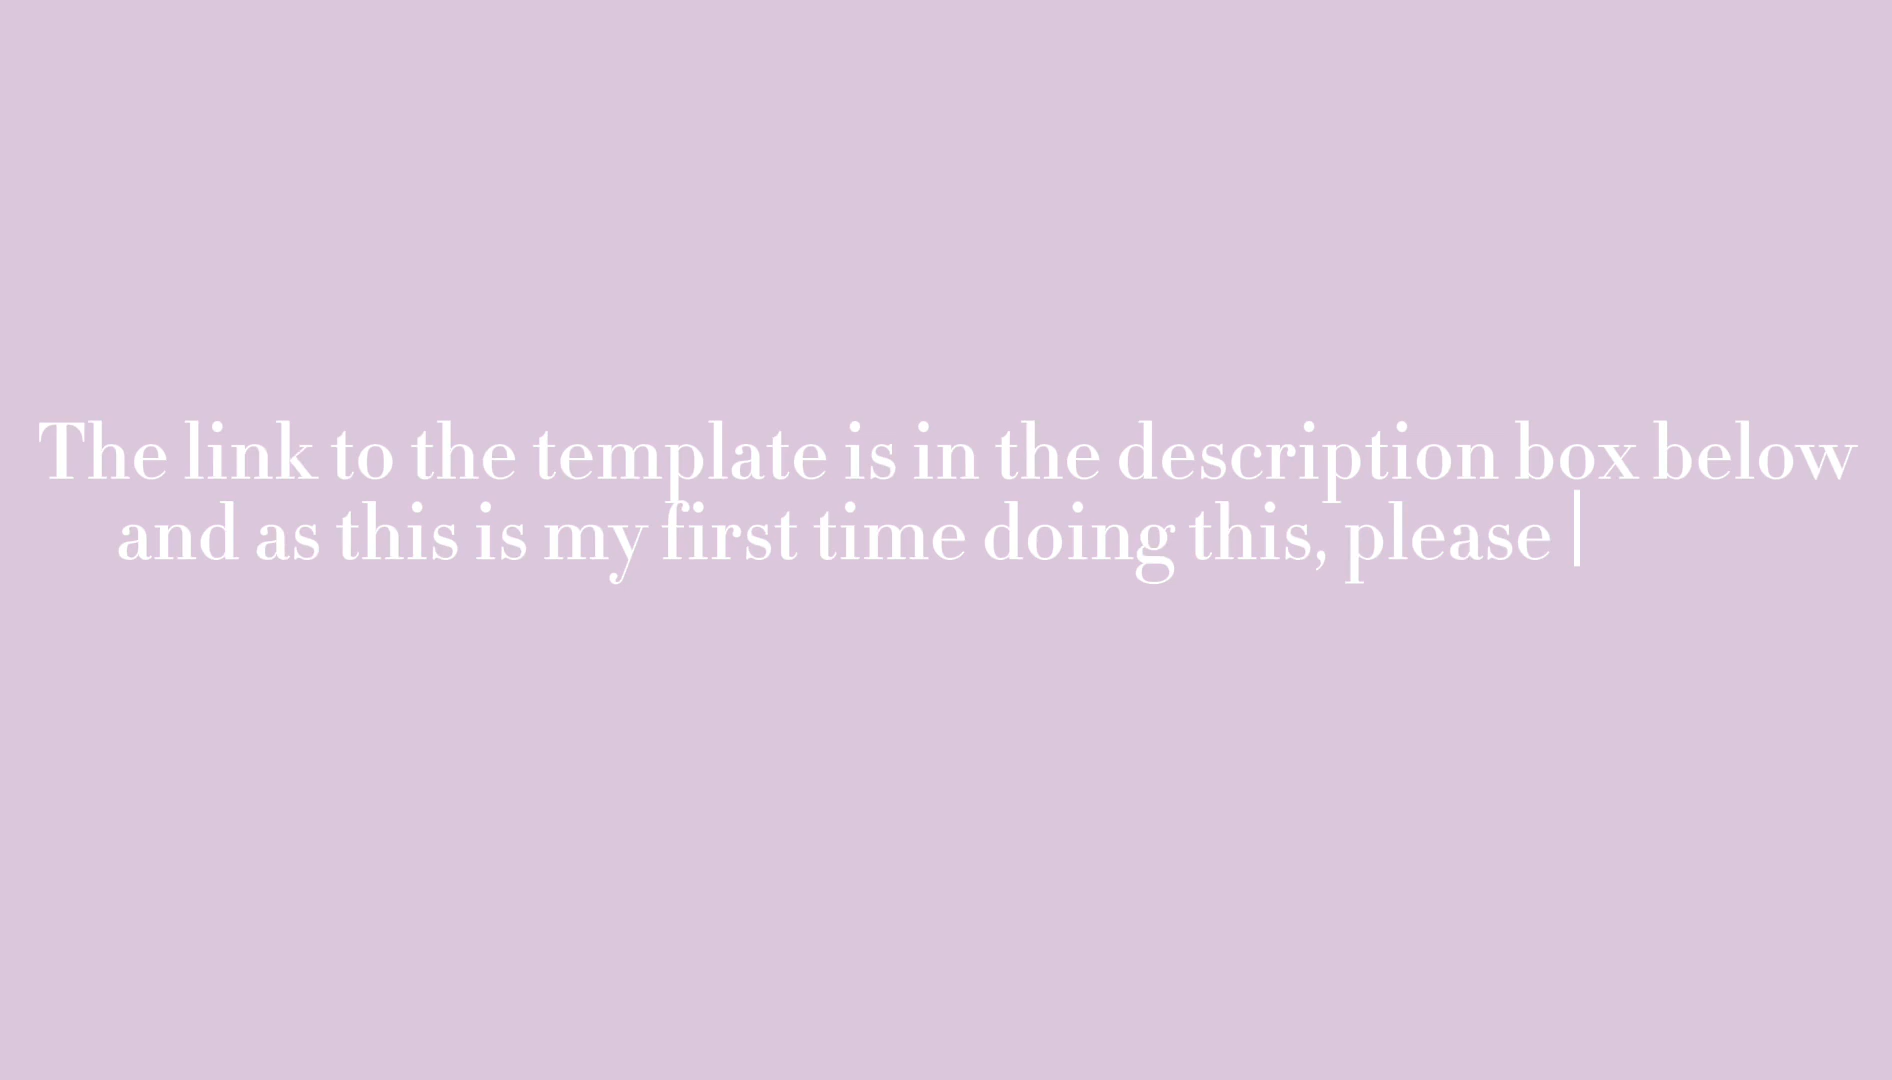 The link to the template is in the description box below
and as this is my first time doing this, please